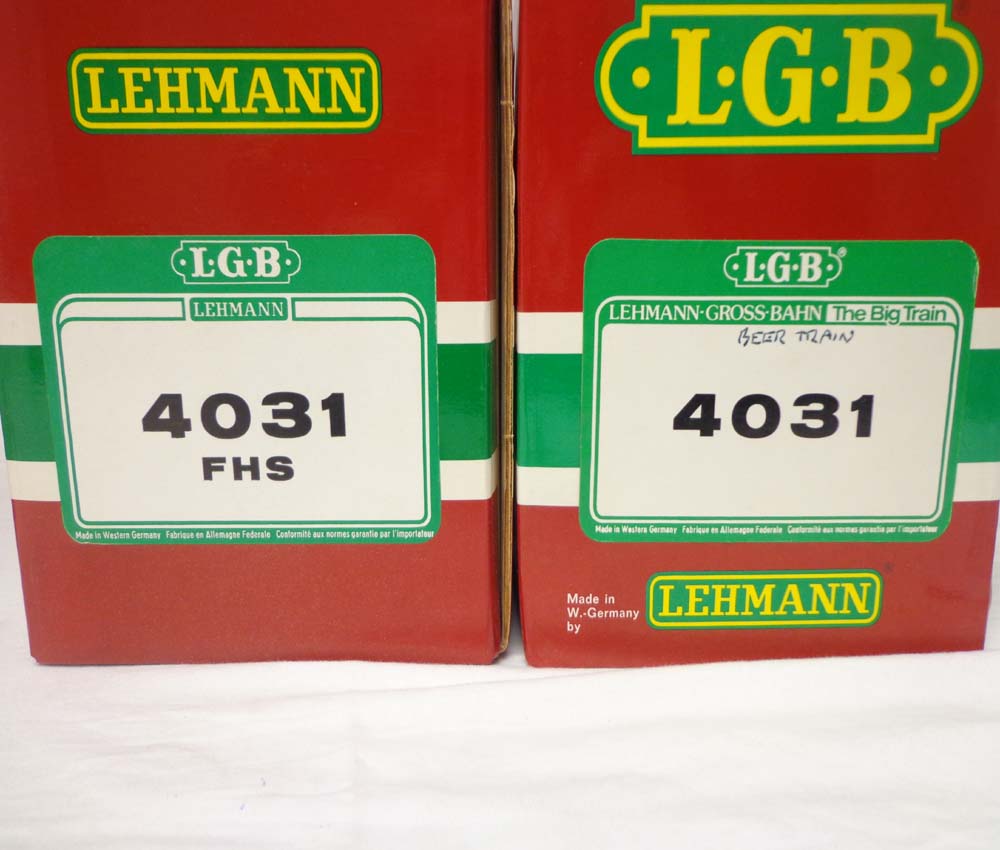 LEHMANN
L·G·B
LEHMANN
4031
FHS
Made in Western Germany Fabrique en Allemagne Federale Conformité aux normes garantie par l'importateur
L·G·B
L·G·B®
LEHMANN·GROSS·BAHN The Big Train
BEER TRAIN
4031
Made in Western Germany Fabrique en Allemagne Federale Conformité aux normes garantie par l'importateur
Made in
W.-Germany
by
LEHMANN®